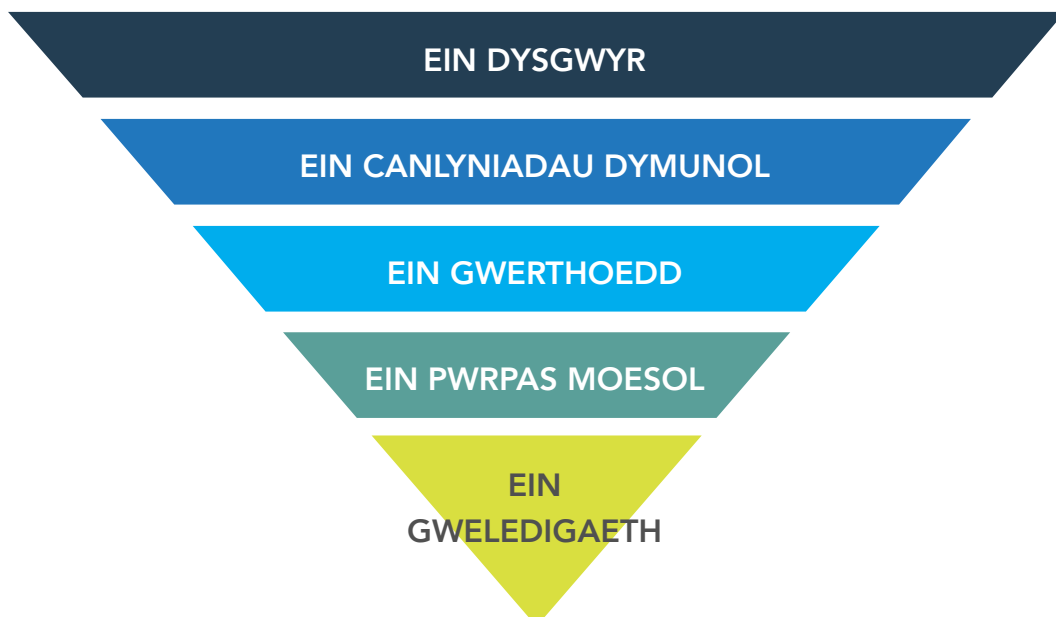 EIN DYSGWYR
EIN CANLYNIADAU DYMUNOL
EIN GWERTHOEDD
EIN PWRPAS MOESOL
EIN
GWELEDIGAETH